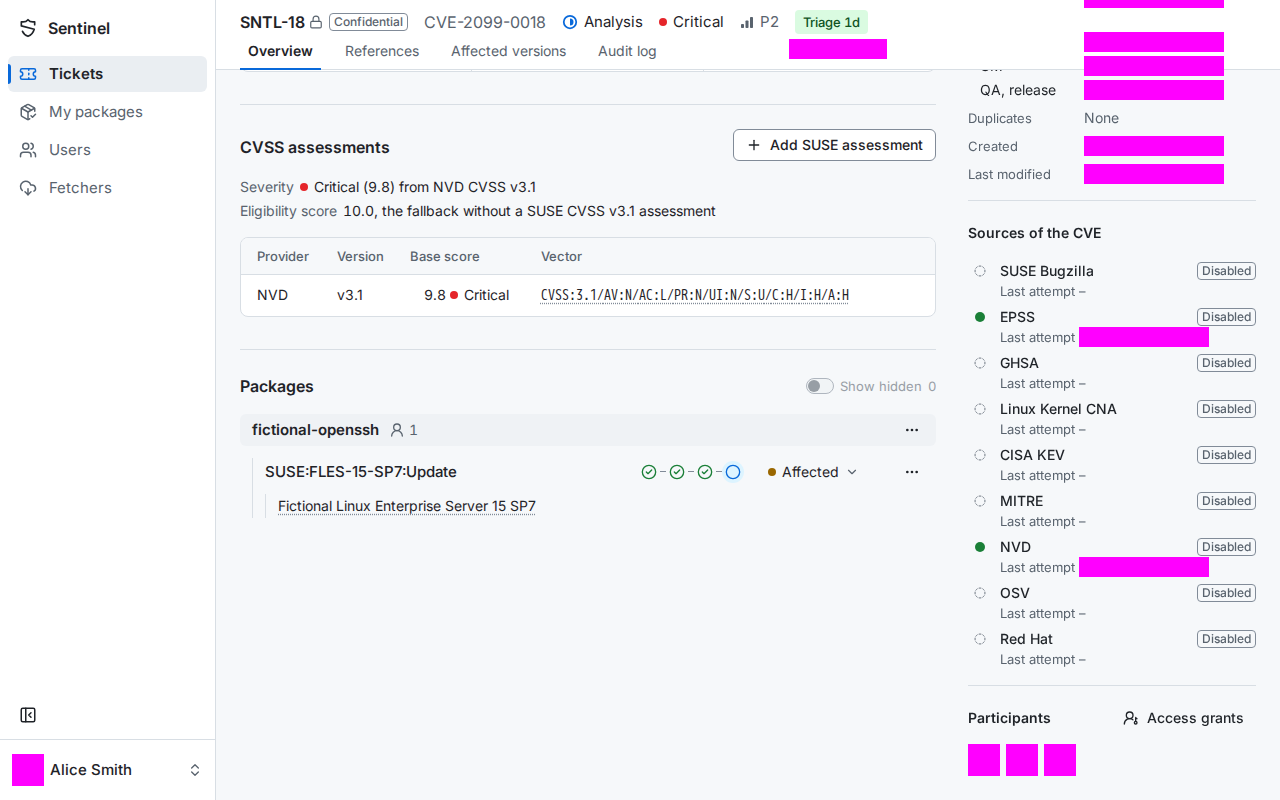 Sentinel
Tickets
My packages
Users
Fetchers
Alice Smith
SNTL-18 Confidential CVE-2099-0018 Analysis Critical P2 Triage 1d
Overview References Affected versions Audit log
CVSS assessments
Add SUSE assessment
Severity Critical (9.8) from NVD CVSS v3.1
Eligibility score 10.0, the fallback without a SUSE CVSS v3.1 assessment
Provider Version Base score Vector
NVD v3.1 9.8 Critical CVSS:3.1/AV:N/AC:L/PR:N/UI:N/S:U/C:H/I:H/A:H
Packages
Show hidden 0
fictional-openssh 1
SUSE:FLES-15-SP7:Update Affected
Fictional Linux Enterprise Server 15 SP7
QA, release
Duplicates None
Created
Last modified
Sources of the CVE
SUSE Bugzilla Disabled
Last attempt –
EPSS Disabled
Last attempt
GHSA Disabled
Last attempt –
Linux Kernel CNA Disabled
Last attempt –
CISA KEV Disabled
Last attempt –
MITRE Disabled
Last attempt –
NVD Disabled
Last attempt
OSV Disabled
Last attempt –
Red Hat Disabled
Last attempt –
Participants Access grants